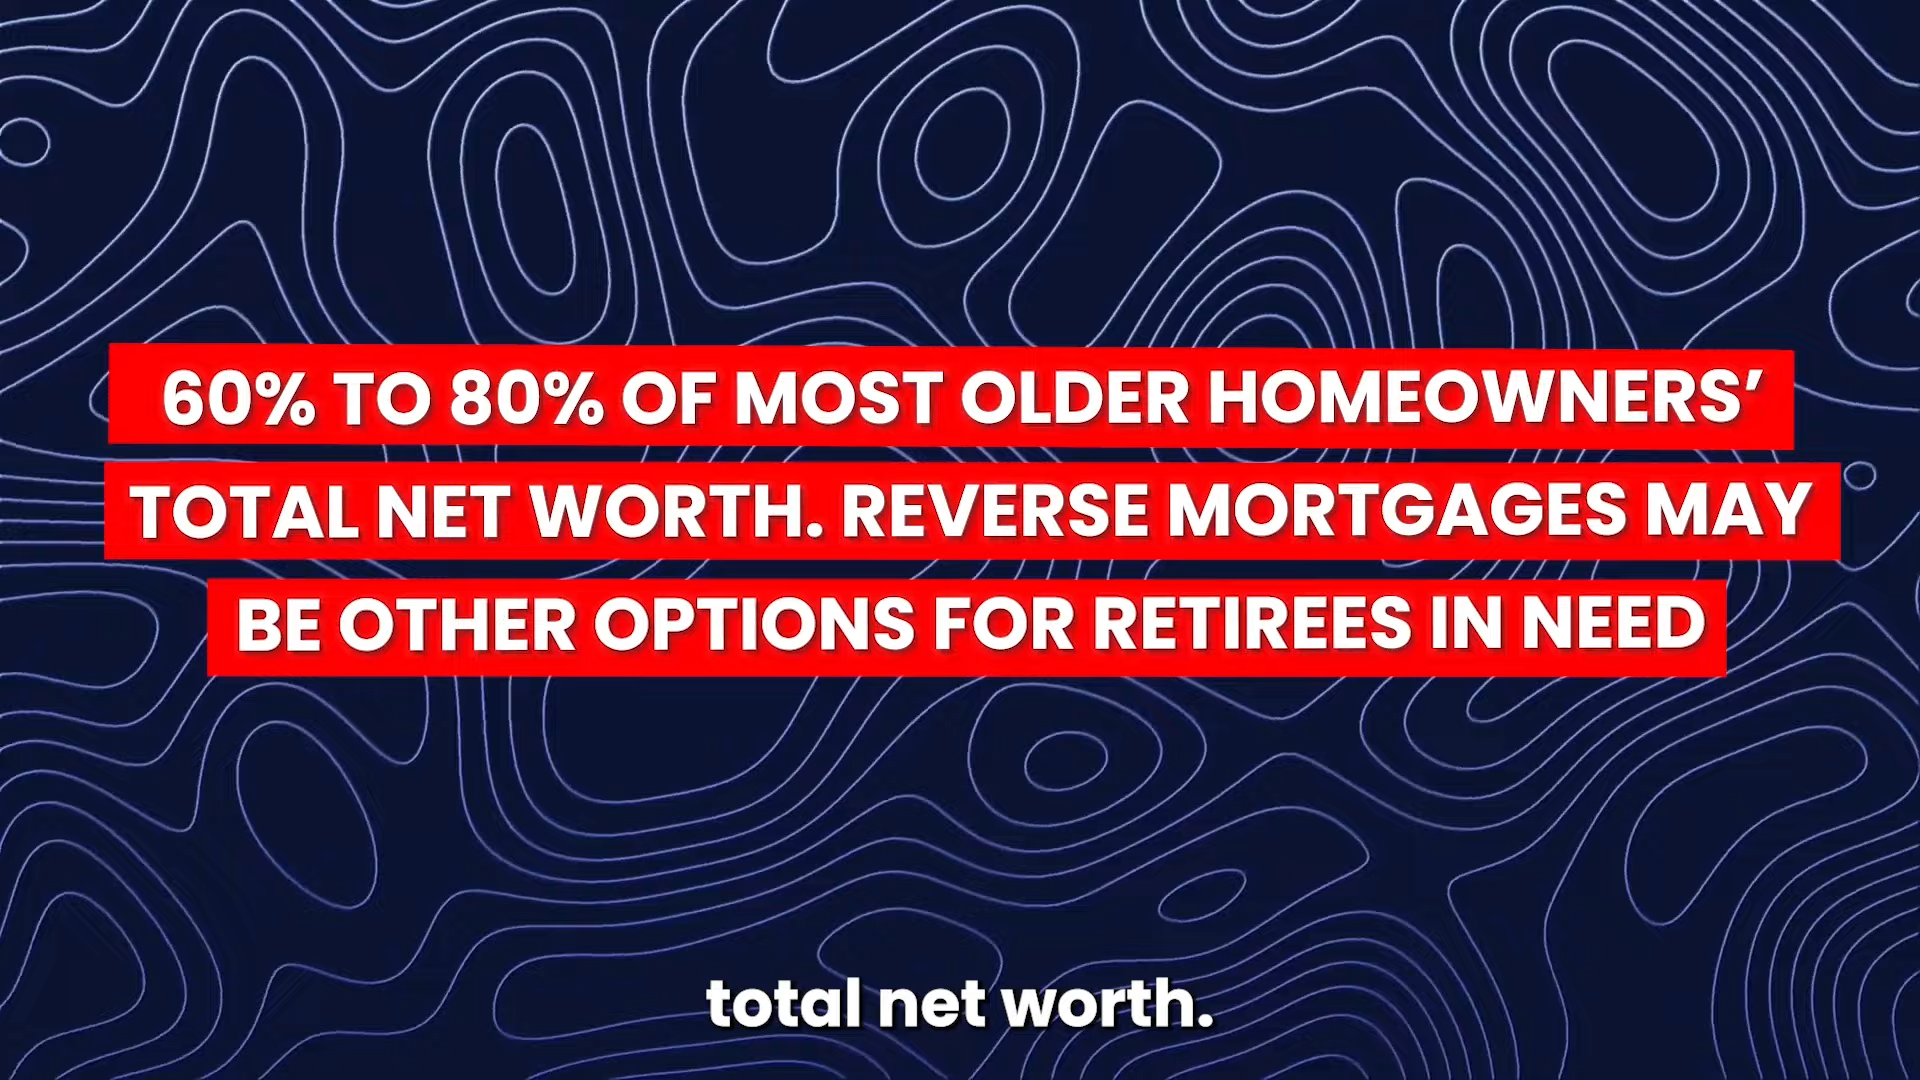 60% TO 80% OF MOST OLDER HOMEOWNERS’
TOTAL NET WORTH. REVERSE MORTGAGES MAY
BE OTHER OPTIONS FOR RETIREES IN NEED
total net worth.